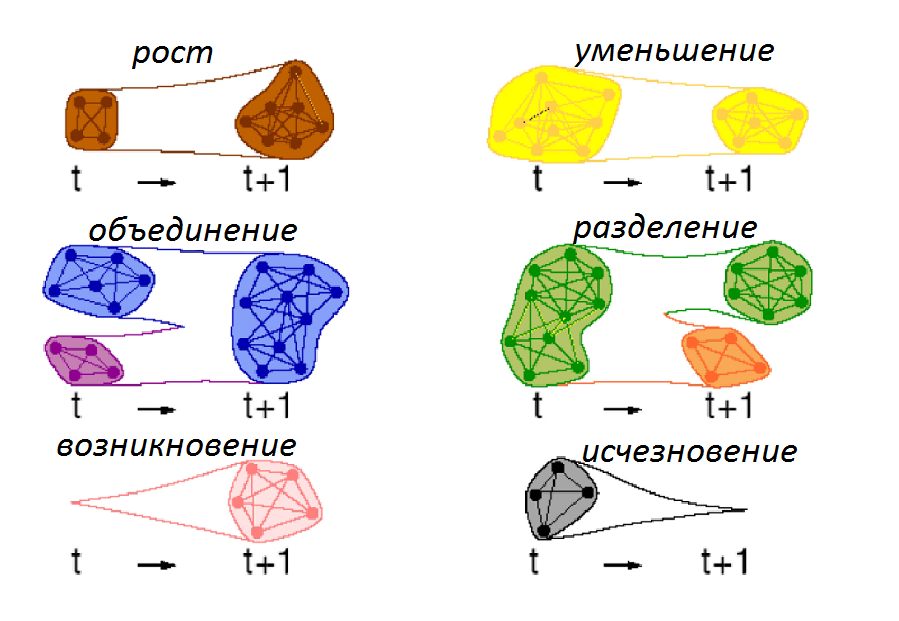 рост
уменьшение
t → t+1
t → t+1
объединение
разделение
t → t+1
t → t+1
возникновение
исчезновение
t → t+1
t → t+1